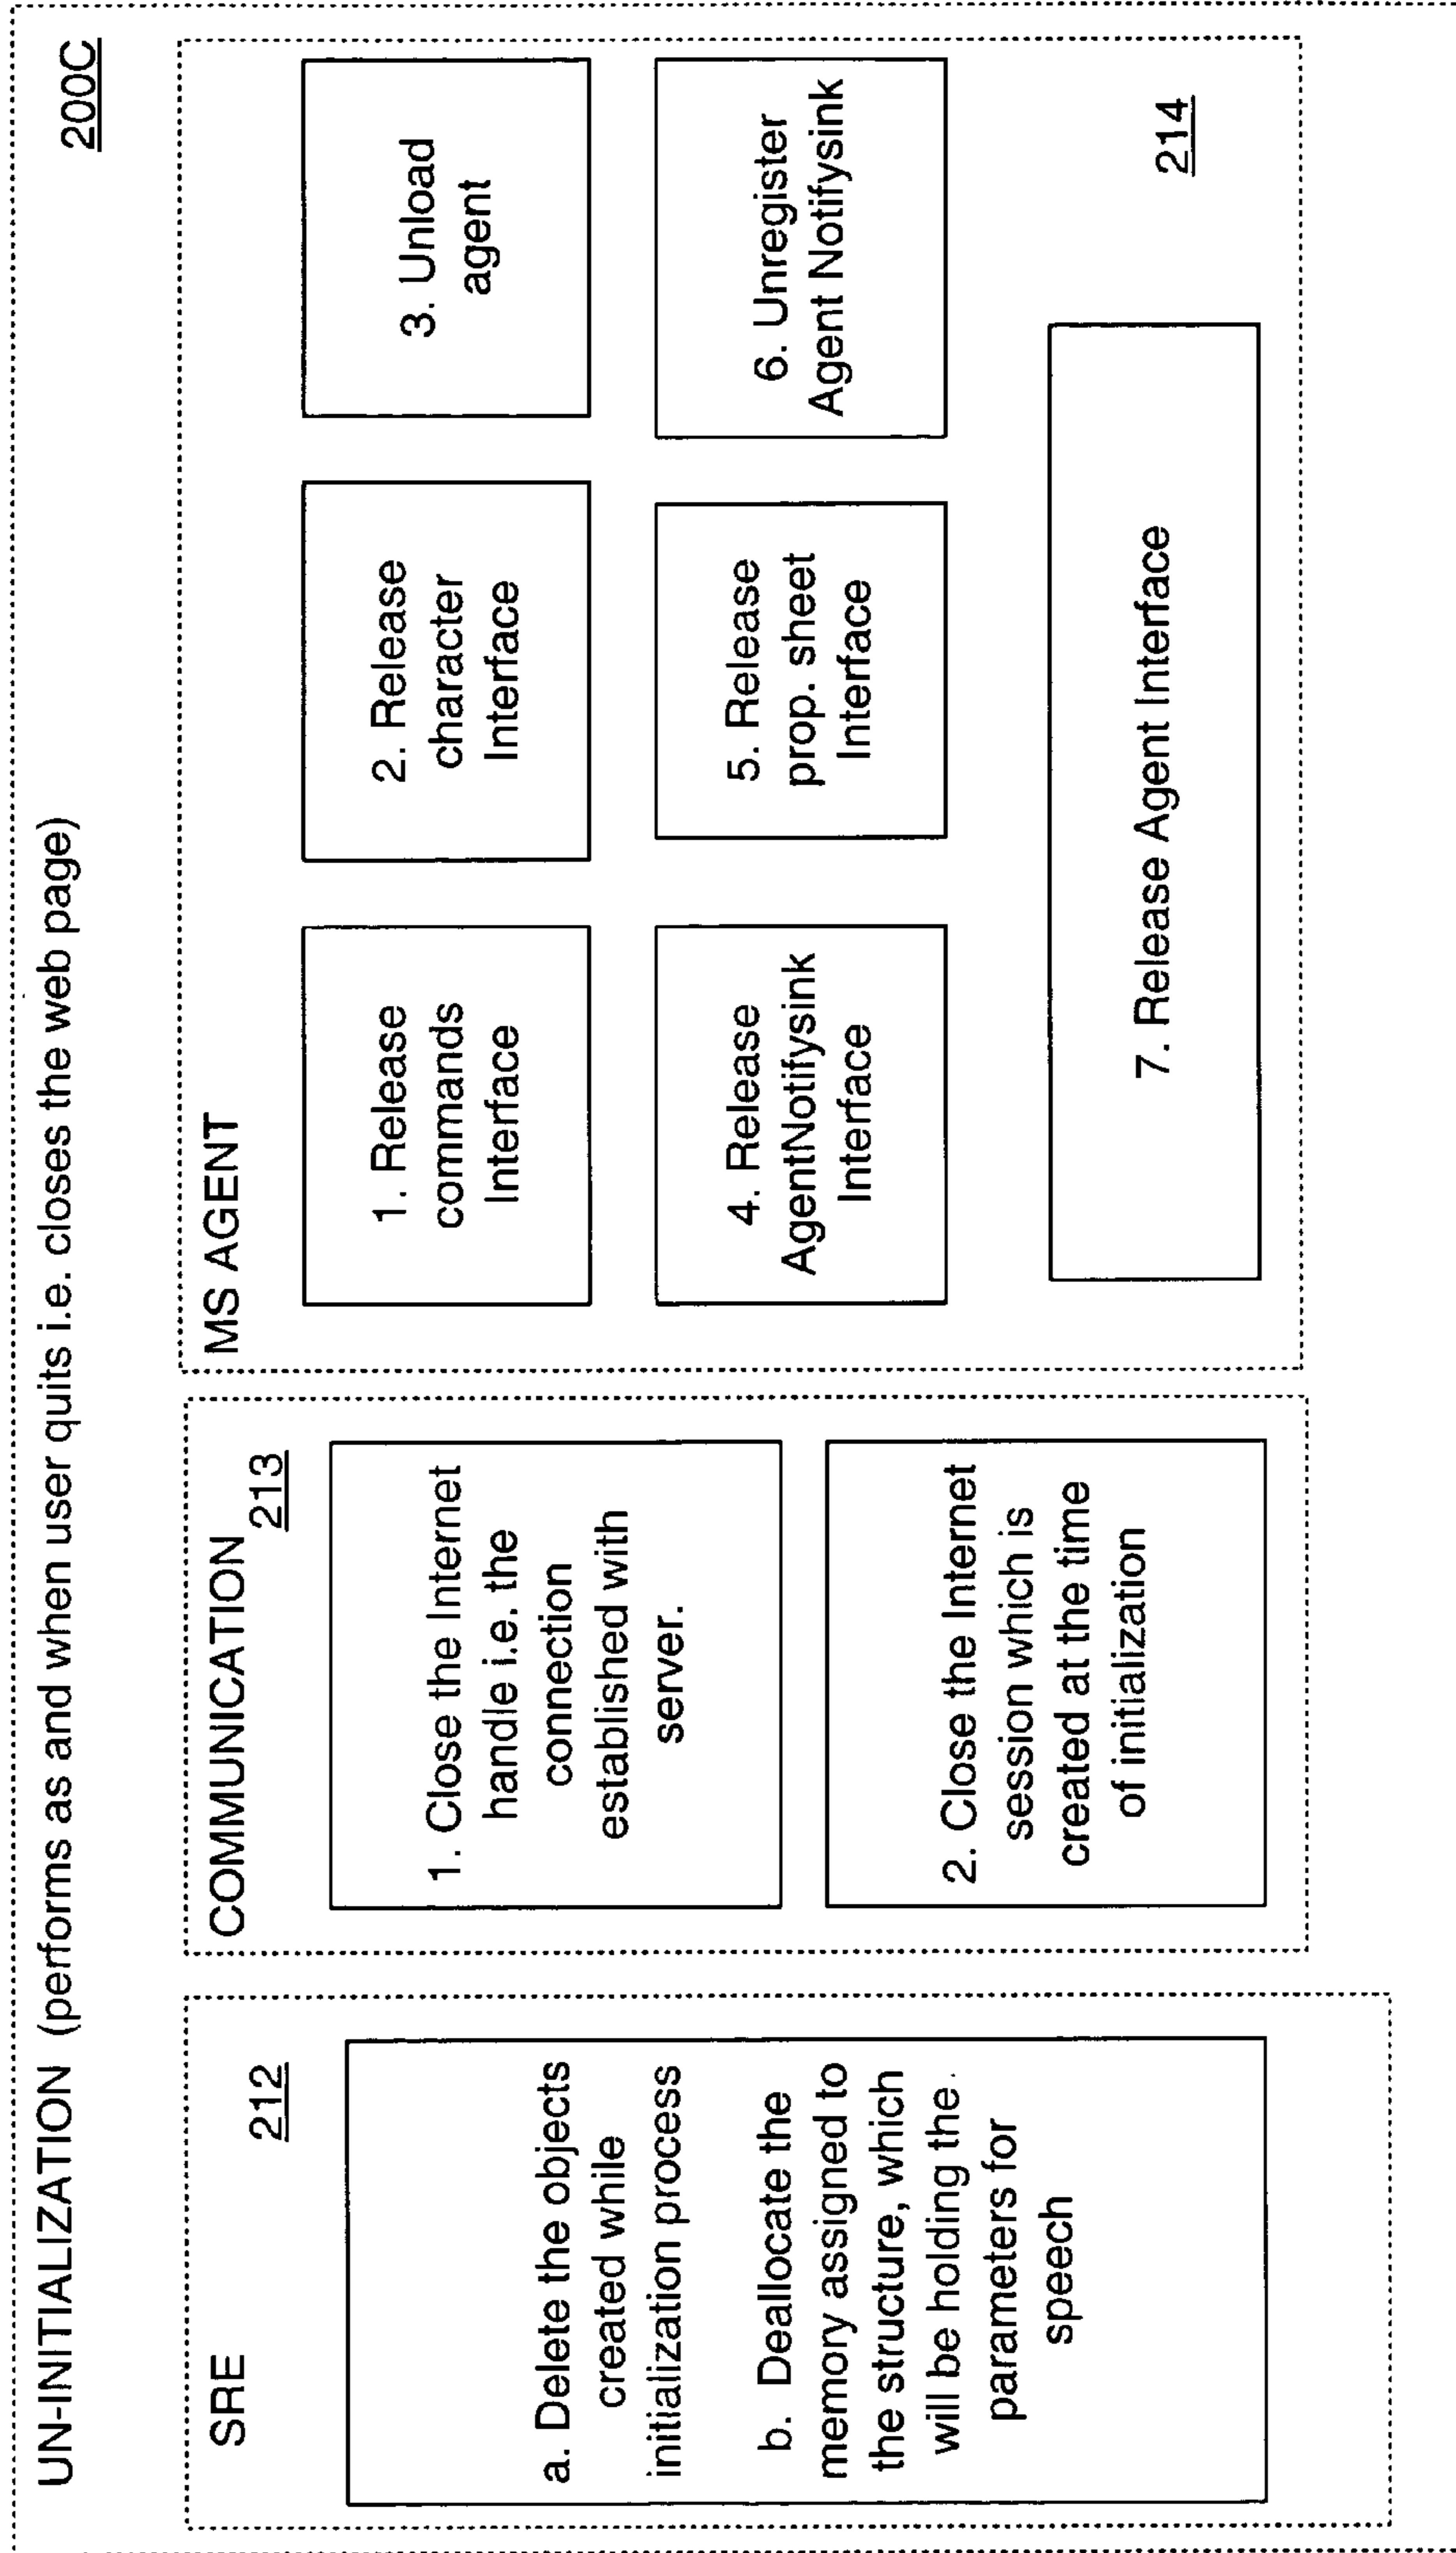 UN-INITIALIZATION (performs as and when user quits i.e. closes the web page)
200C
SRE
212
a. Delete the objects
created while
initialization process
b. Deallocate the
memory assigned to
the structure, which
will be holding the
parameters for
speech
COMMUNICATION
213
1. Close the Internet
handle i.e. the
connection
established with
server.
2. Close the Internet
session which is
created at the time
of initialization
MS AGENT
1. Release
commands
Interface
2. Release
character
Interface
3. Unload
agent
4. Release
AgentNotifysink
Interface
5. Release
prop. sheet
Interface
6. Unregister
Agent Notifysink
7. Release Agent Interface
214